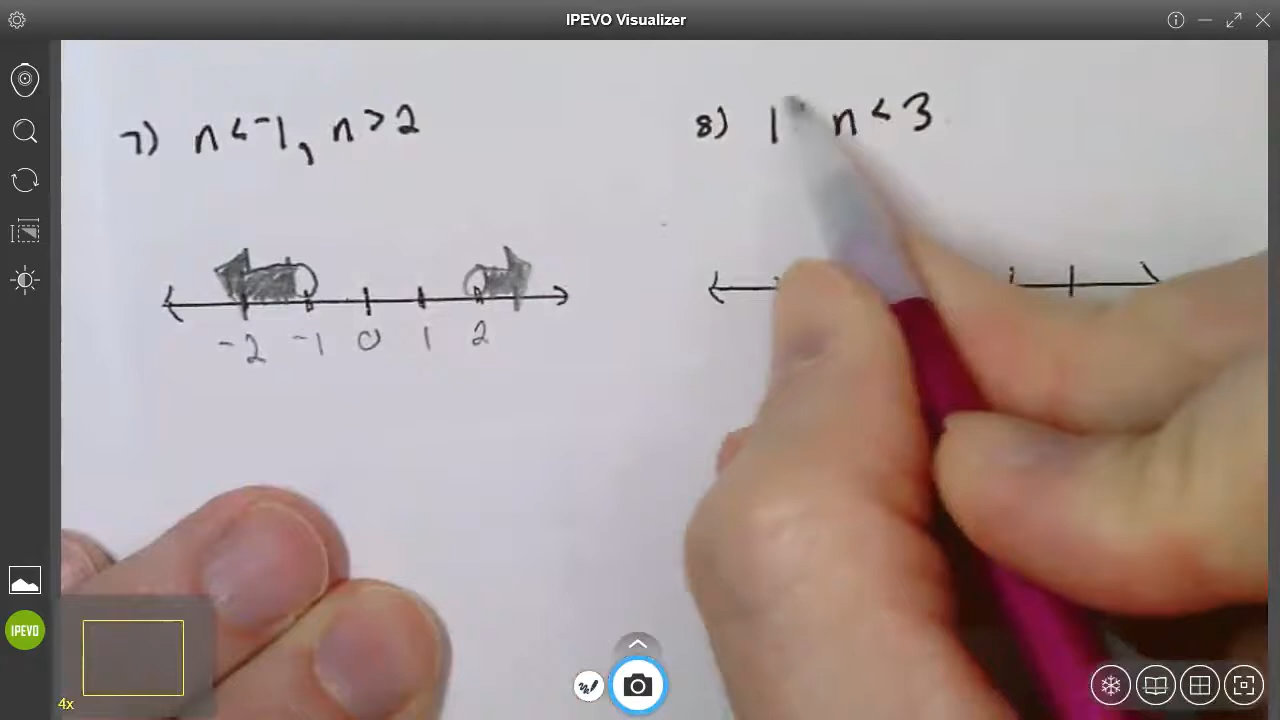 IPEVO Visualizer
7) n < -1, n > 2
8) 1 n < 3
-2 -1 0 1 2
IPEVO
4x